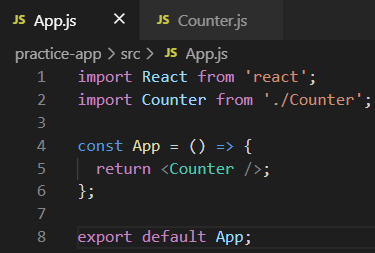 JS App.js × JS Counter.js
practice-app > src > JS App.js
1 import React from 'react';
2 import Counter from './Counter';
3
4 const App = () => {
5   return <Counter />;
6 };
7
8 export default App;